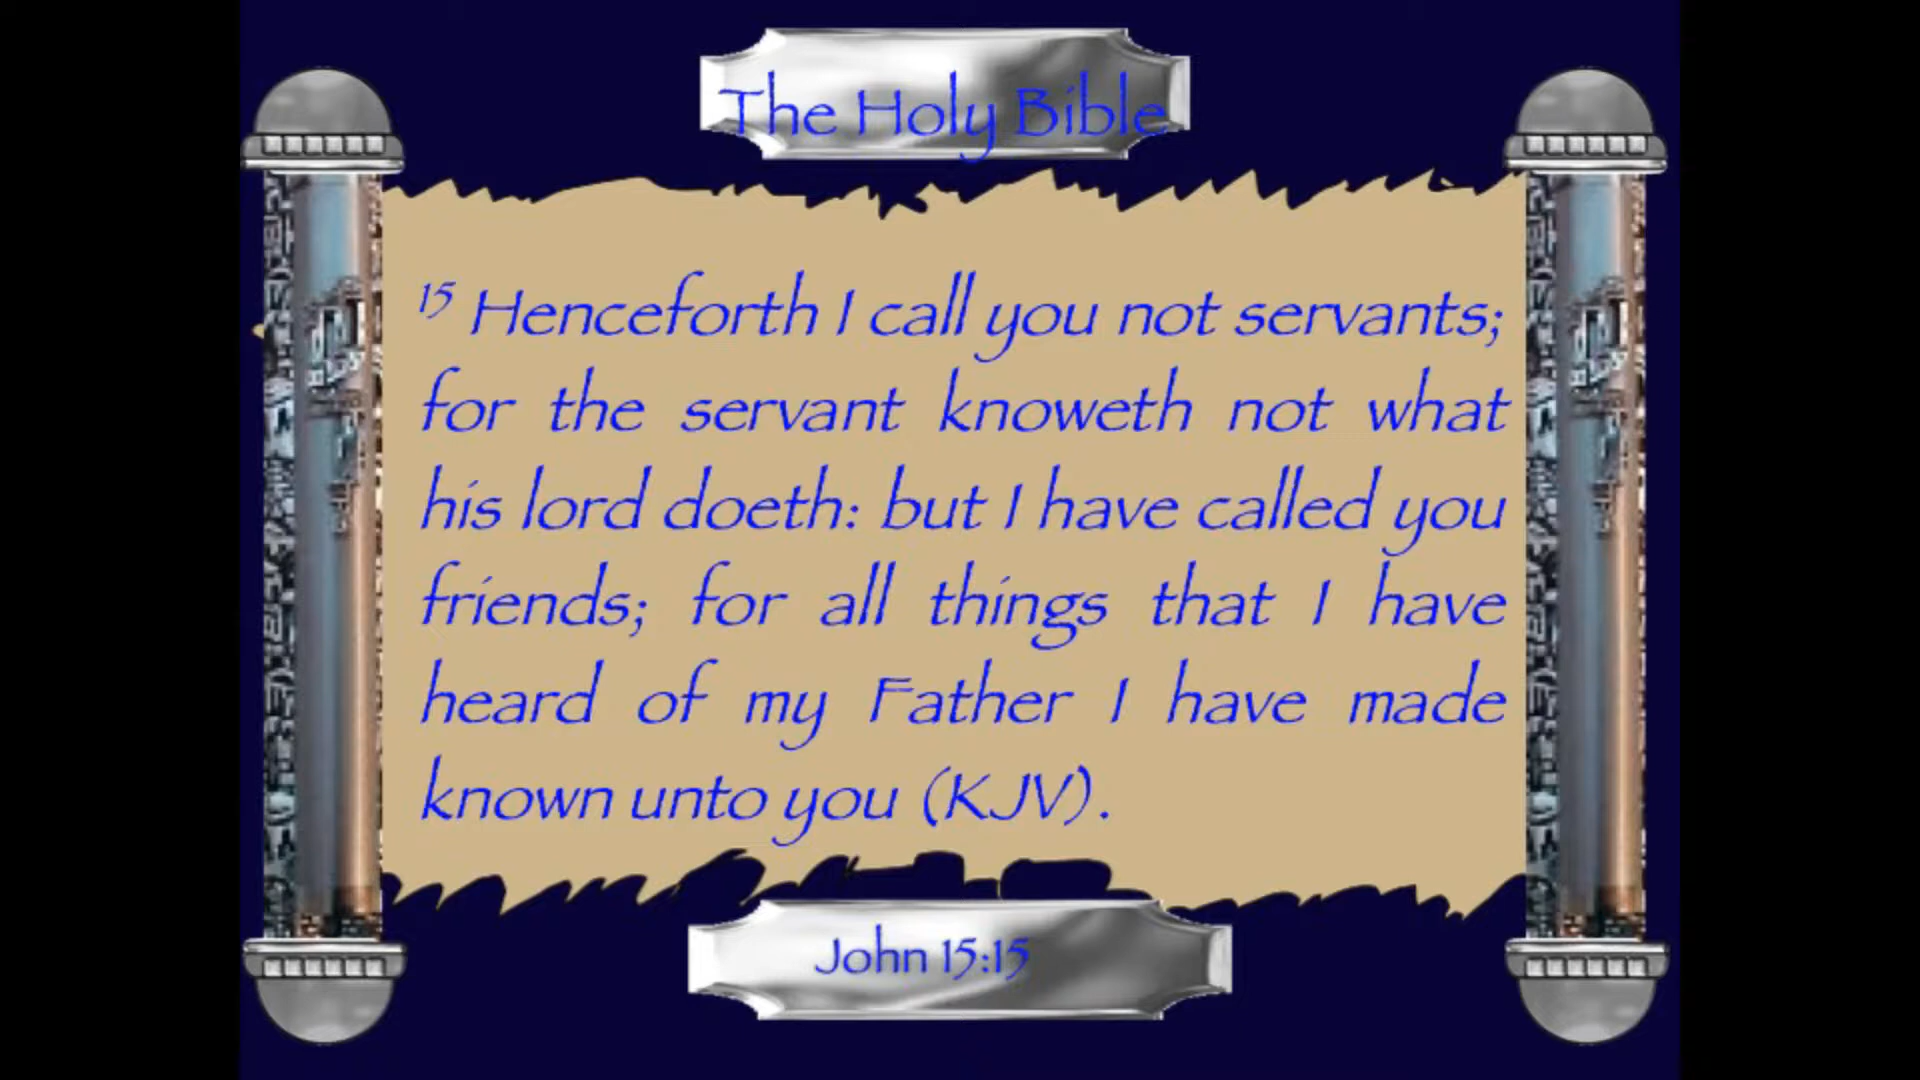 The Holy Bible
15 Henceforth I call you not servants;
for the servant knoweth not what
his lord doeth: but I have called you
friends; for all things that I have
heard of my Father I have made
known unto you (KJV).
John 15:15